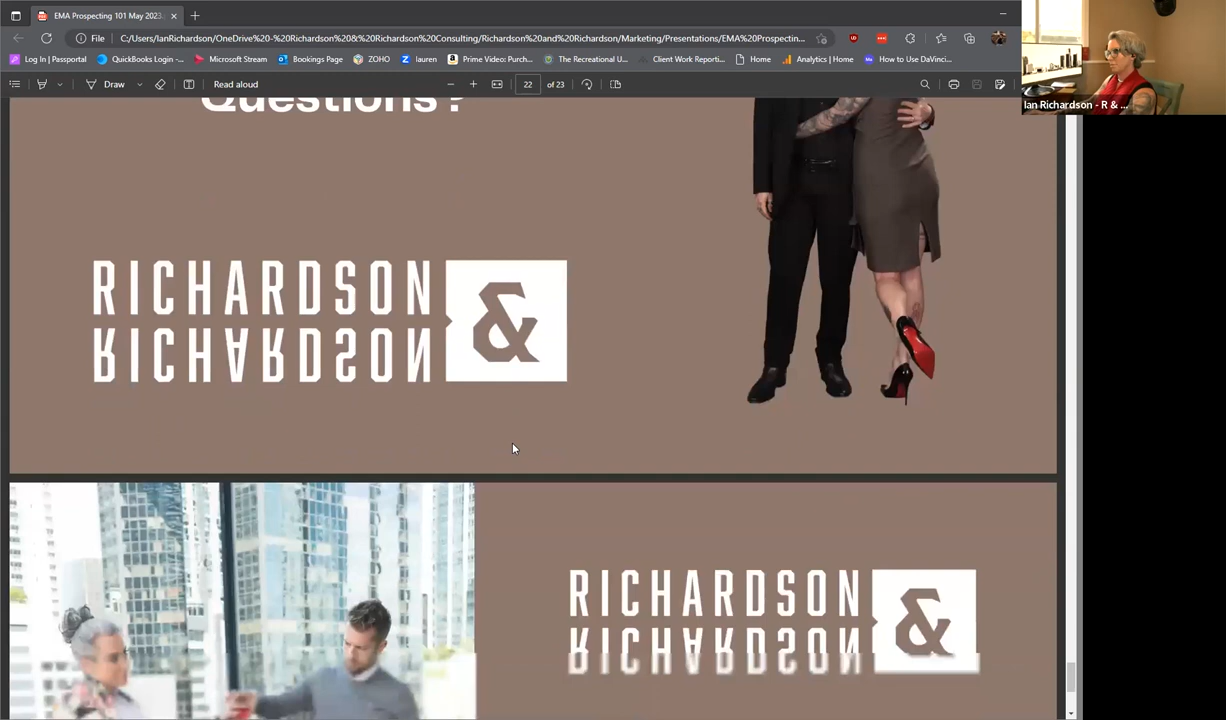 EMA Prospecting 101 May 2023.
File
C:/Users/IanRichardson/OneDrive%20-%20Richardson%20&%20Richardson%20Consulting/Richardson%20and%20Richardson/Marketing/Presentations/EMA%20Prospectin...
Log In | Passportal
QuickBooks Online -...
Microsoft Stream
Bookings Page
ZOHO
lauren
Prime Video: Purch...
The Recreational U...
Client Work Reporti...
Home
Analytics | Home
How to Use DaVinci...
Draw
Read aloud
22
of 23
Ian Richardson - R & ...
Questions?
RICHARDSON
RICHARDSON
&
RICHARDSON
RICHARDSON
&